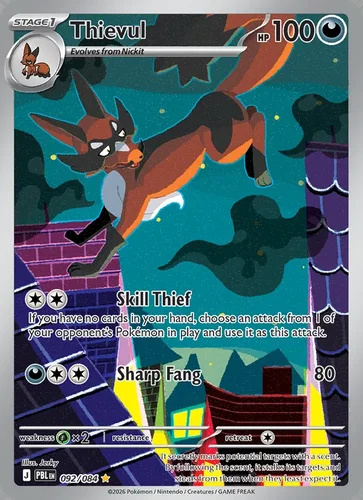 STAGE1
Thievul
HP 100
Evolves from Nickit
Skill Thief
If you have no cards in your hand, choose an attack from 1 of
your opponent's Pokémon in play and use it as this attack.
Sharp Fang 80
weakness ×2 resistance retreat
Illus. Jerky
J PBL EN 092/084
It secretly marks potential targets with a scent.
By following the scent, it stalks its targets and
steals from them when they least expect it.
©2026 Pokémon / Nintendo / Creatures / GAME FREAK